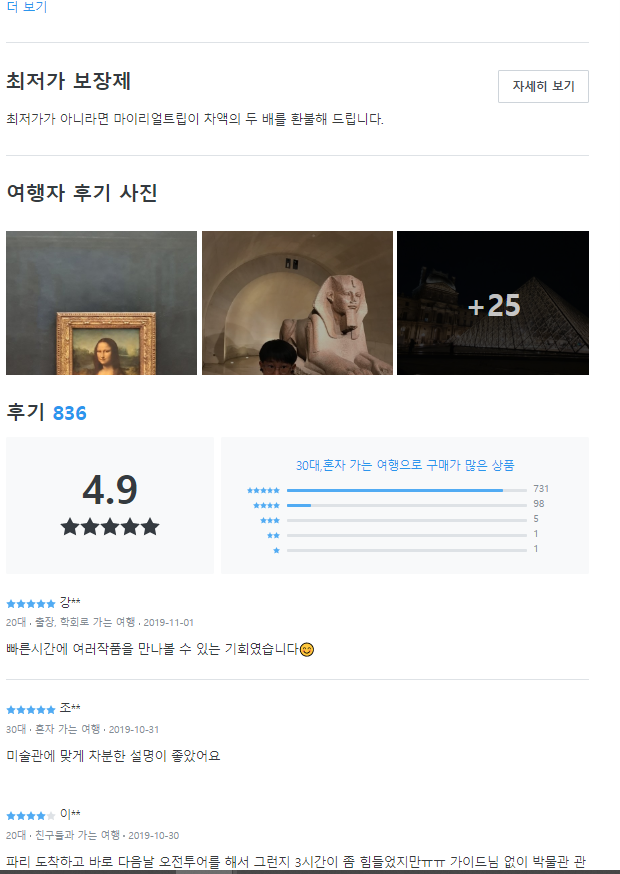 더 보기
최저가 보장제
자세히 보기
최저가가 아니라면 마이리얼트립이 차액의 두 배를 환불해 드립니다.
여행자 후기 사진
+25
후기 836
4.9
30대,혼자 가는 여행으로 구매가 많은 상품
731
98
5
1
1
강**
20대 · 출장, 학회로 가는 여행 · 2019-11-01
빠른시간에 여러작품을 만나볼 수 있는 기회였습니다😊
조**
30대 · 혼자 가는 여행 · 2019-10-31
미술관에 맞게 차분한 설명이 좋았어요
이**
20대 · 친구들과 가는 여행 · 2019-10-30
파리 도착하고 바로 다음날 오전투어를 해서 그런지 3시간이 좀 힘들었지만ㅠㅠ 가이드님 없이 박물관 관